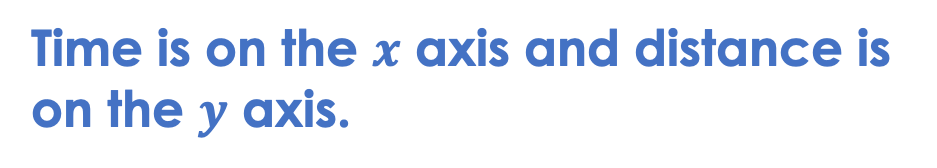 Time is on the x axis and distance is
on the y axis.